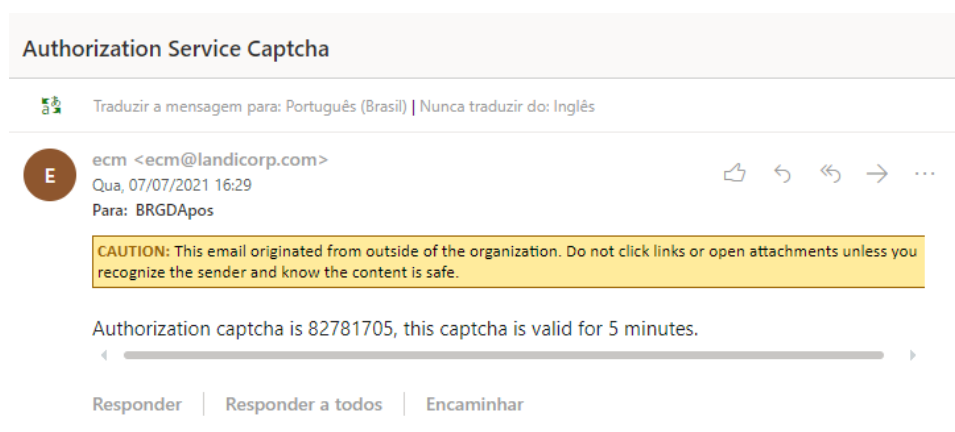 Authorization Service Captcha
Traduzir a mensagem para: Português (Brasil) | Nunca traduzir do: Inglês
E
ecm <ecm@landicorp.com>
Qua, 07/07/2021 16:29
Para: BRGDApos
CAUTION: This email originated from outside of the organization. Do not click links or open attachments unless you
recognize the sender and know the content is safe.
Authorization captcha is 82781705, this captcha is valid for 5 minutes.
Responder | Responder a todos | Encaminhar